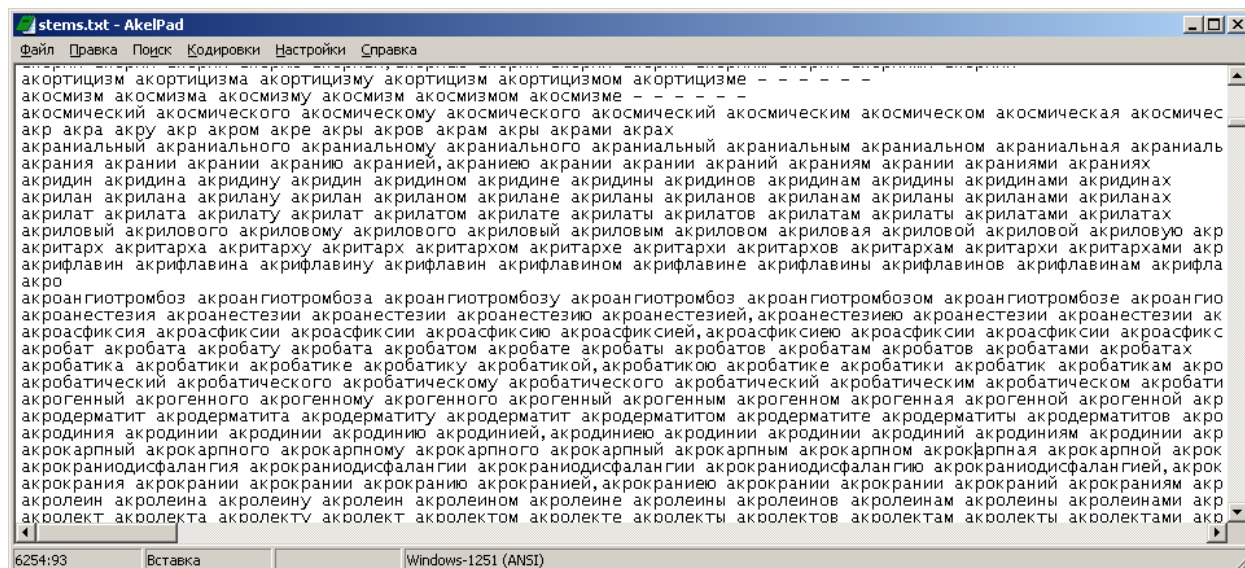 stems.txt - AkelPad
Файл Правка Поиск Кодировки Настройки Справка
акортицизм акортицизма акортицизму акортицизм акортицизмом акортицизме – – – – – –
акосмизм акосмизма акосмизму акосмизм акосмизмом акосмизме – – – – – –
акосмический акосмического акосмическому акосмического акосмический акосмическим акосмическом акосмическая акосмичес
акр акра акру акр акром акре акры акров акрам акры акрами акрах
акраниальный акраниального акраниальному акраниального акраниальный акраниальным акраниальном акраниальная акраниаль
акрания акрании акрании акранию акранией,акраниею акрании акрании акраний акраниям акрании акраниями акраниях
акридин акридина акридину акридин акридином акридине акридины акридинов акридинам акридины акридинами акридинах
акрилан акрилана акрилану акрилан акриланом акрилане акриланы акриланов акриланам акриланы акриланами акриланах
акрилат акрилата акрилату акрилат акрилатом акрилате акрилаты акрилатов акрилатам акрилаты акрилатами акрилатах
акриловый акрилового акриловому акрилового акриловый акриловым акриловом акриловая акриловой акриловой акриловую акр
акритарх акритарха акритарху акритарх акритархом акритархе акритархи акритархов акритархам акритархи акритархами акр
акрифлавин акрифлавина акрифлавину акрифлавин акрифлавином акрифлавине акрифлавины акрифлавинов акрифлавинам акрифла
акро
акроангиотромбоз акроангиотромбоза акроангиотромбозу акроангиотромбоз акроангиотромбозом акроангиотромбозе акроангио
акроанестезия акроанестезии акроанестезии акроанестезию акроанестезией,акроанестезиею акроанестезии акроанестезии ак
акроасфиксия акроасфиксии акроасфиксии акроасфиксию акроасфиксией,акроасфиксиею акроасфиксии акроасфиксии акроасфикс
акробат акробата акробату акробата акробатом акробате акробаты акробатов акробатам акробатов акробатами акробатах
акробатика акробатики акробатике акробатику акробатикой,акробатикою акробатике акробатики акробатик акробатикам акро
акробатический акробатического акробатическому акробатического акробатический акробатическим акробатическом акробати
акрогенный акрогенного акрогенному акрогенного акрогенный акрогенным акрогенном акрогенная акрогенной акрогенной акр
акродерматит акродерматита акродерматиту акродерматит акродерматитом акродерматите акродерматиты акродерматитов акро
акродиния акродинии акродинии акродинию акродинией,акродиниею акродинии акродинии акродиний акродиниям акродинии акр
акрокарпный акрокарпного акрокарпному акрокарпного акрокарпный акрокарпным акрокарпном акрокарпная акрокарпной акрок
акрокраниодисфалангия акрокраниодисфалангии акрокраниодисфалангии акрокраниодисфалангию акрокраниодисфалангией,акрок
акрокрания акрокрании акрокрании акрокранию акрокранией,акрокраниею акрокрании акрокрании акрокраний акрокраниям акр
акролеин акролеина акролеину акролеин акролеином акролеине акролеины акролеинов акролеинам акролеины акролеинами акр
акролект акролекта акролекту акролект акролектом акролекте акролекты акролектов акролектам акролекты акролектами акр
6254:93 Вставка Windows-1251 (ANSI)